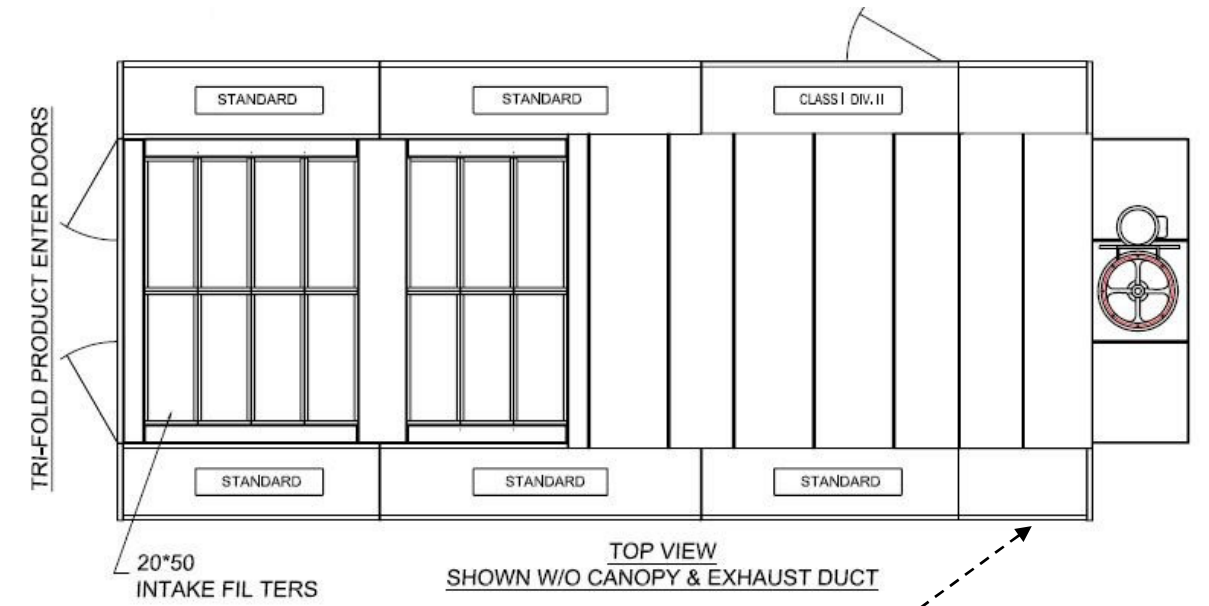 STANDARD
STANDARD
CLASS I DIV. II
TRI-FOLD PRODUCT ENTER DOORS
STANDARD
STANDARD
STANDARD
20*50
INTAKE FIL TERS
TOP VIEW
SHOWN W/O CANOPY & EXHAUST DUCT